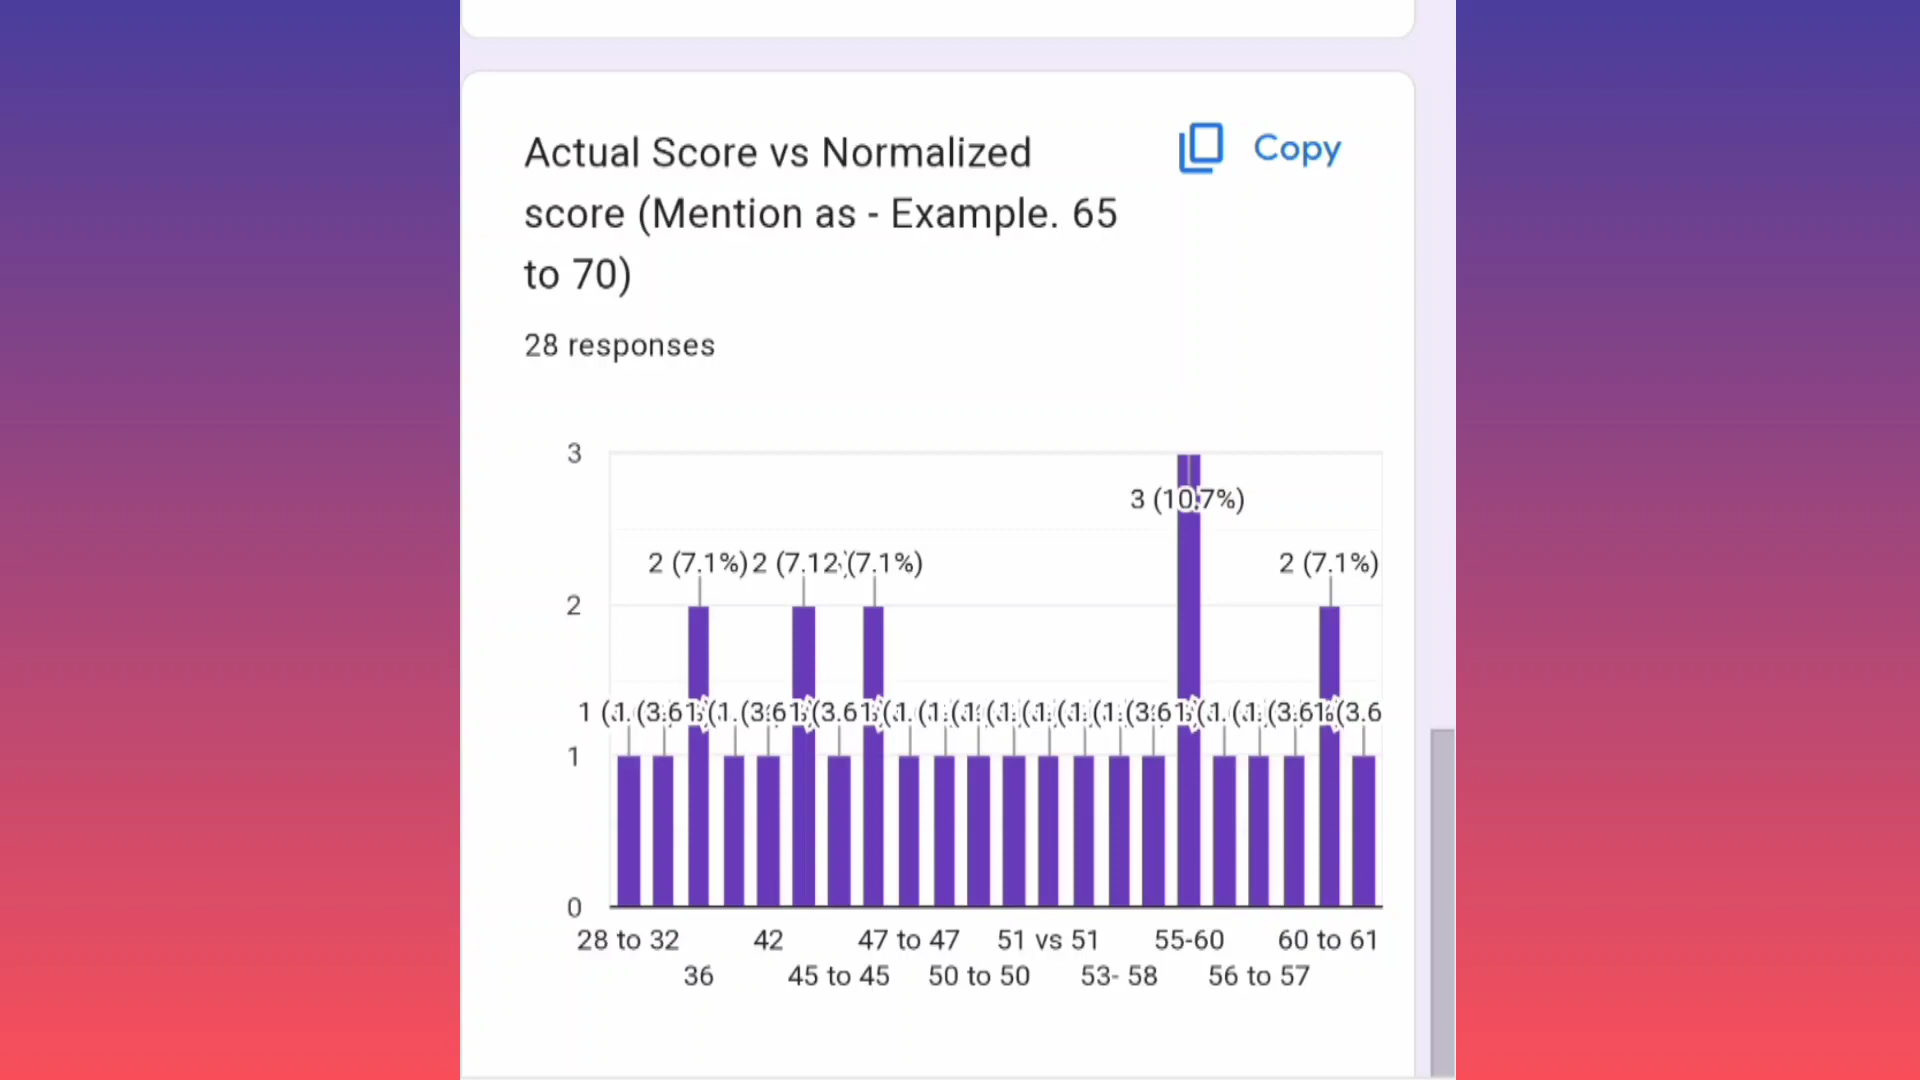 Actual Score vs Normalized
score (Mention as - Example. 65
to 70)
Copy
28 responses
3
3 (10.7%)
2 (7.1%)
2 (7.1
(7.1%)
2 (7.1%)
2
1
0
28 to 32
42
47 to 47
51 vs 51
55-60
60 to 61
36
45 to 45
50 to 50
53- 58
56 to 57